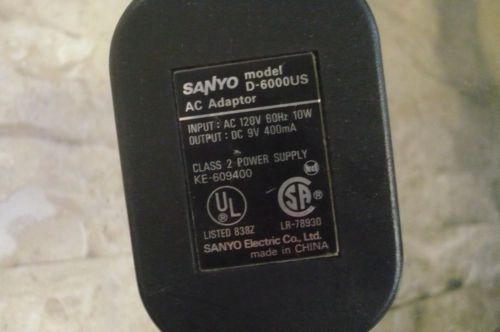 SANYO model D-6000US
AC Adaptor
INPUT : AC 120V 60Hz 10W
OUTPUT : DC 9V 400mA
CLASS 2 POWER SUPPLY
KE-609400
UL
LISTED 838Z
SA
LR-78930
SANYO Electric Co., Ltd.
made in CHINA